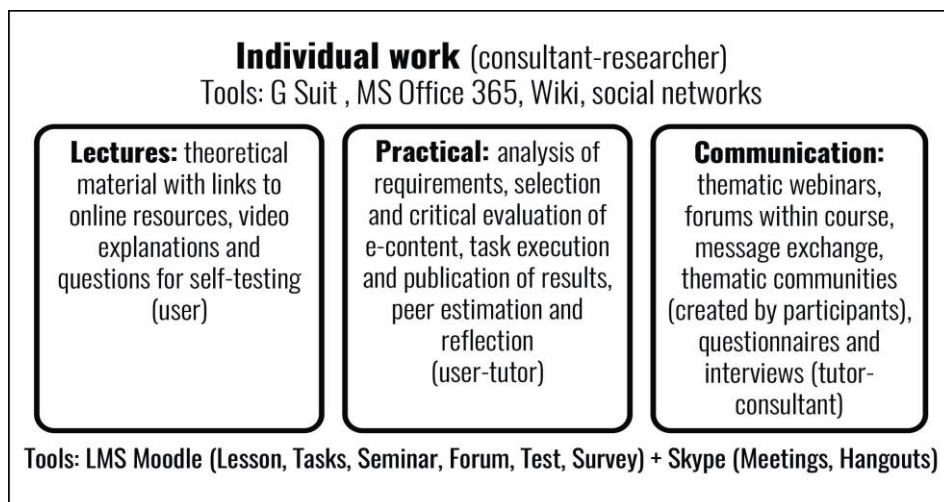 Individual work (consultant-researcher)
Tools: G Suit , MS Office 365, Wiki, social networks
Lectures: theoretical
material with links to
online resources, video
explanations and
questions for self-testing
(user)
Practical: analysis of
requirements, selection
and critical evaluation of
e-content, task execution
and publication of results,
peer estimation and
reflection
(user-tutor)
Communication:
thematic webinars,
forums within course,
message exchange,
thematic communities
(created by participants),
questionnaires and
interviews (tutor-
consultant)
Tools: LMS Moodle (Lesson, Tasks, Seminar, Forum, Test, Survey) + Skype (Meetings, Hangouts)